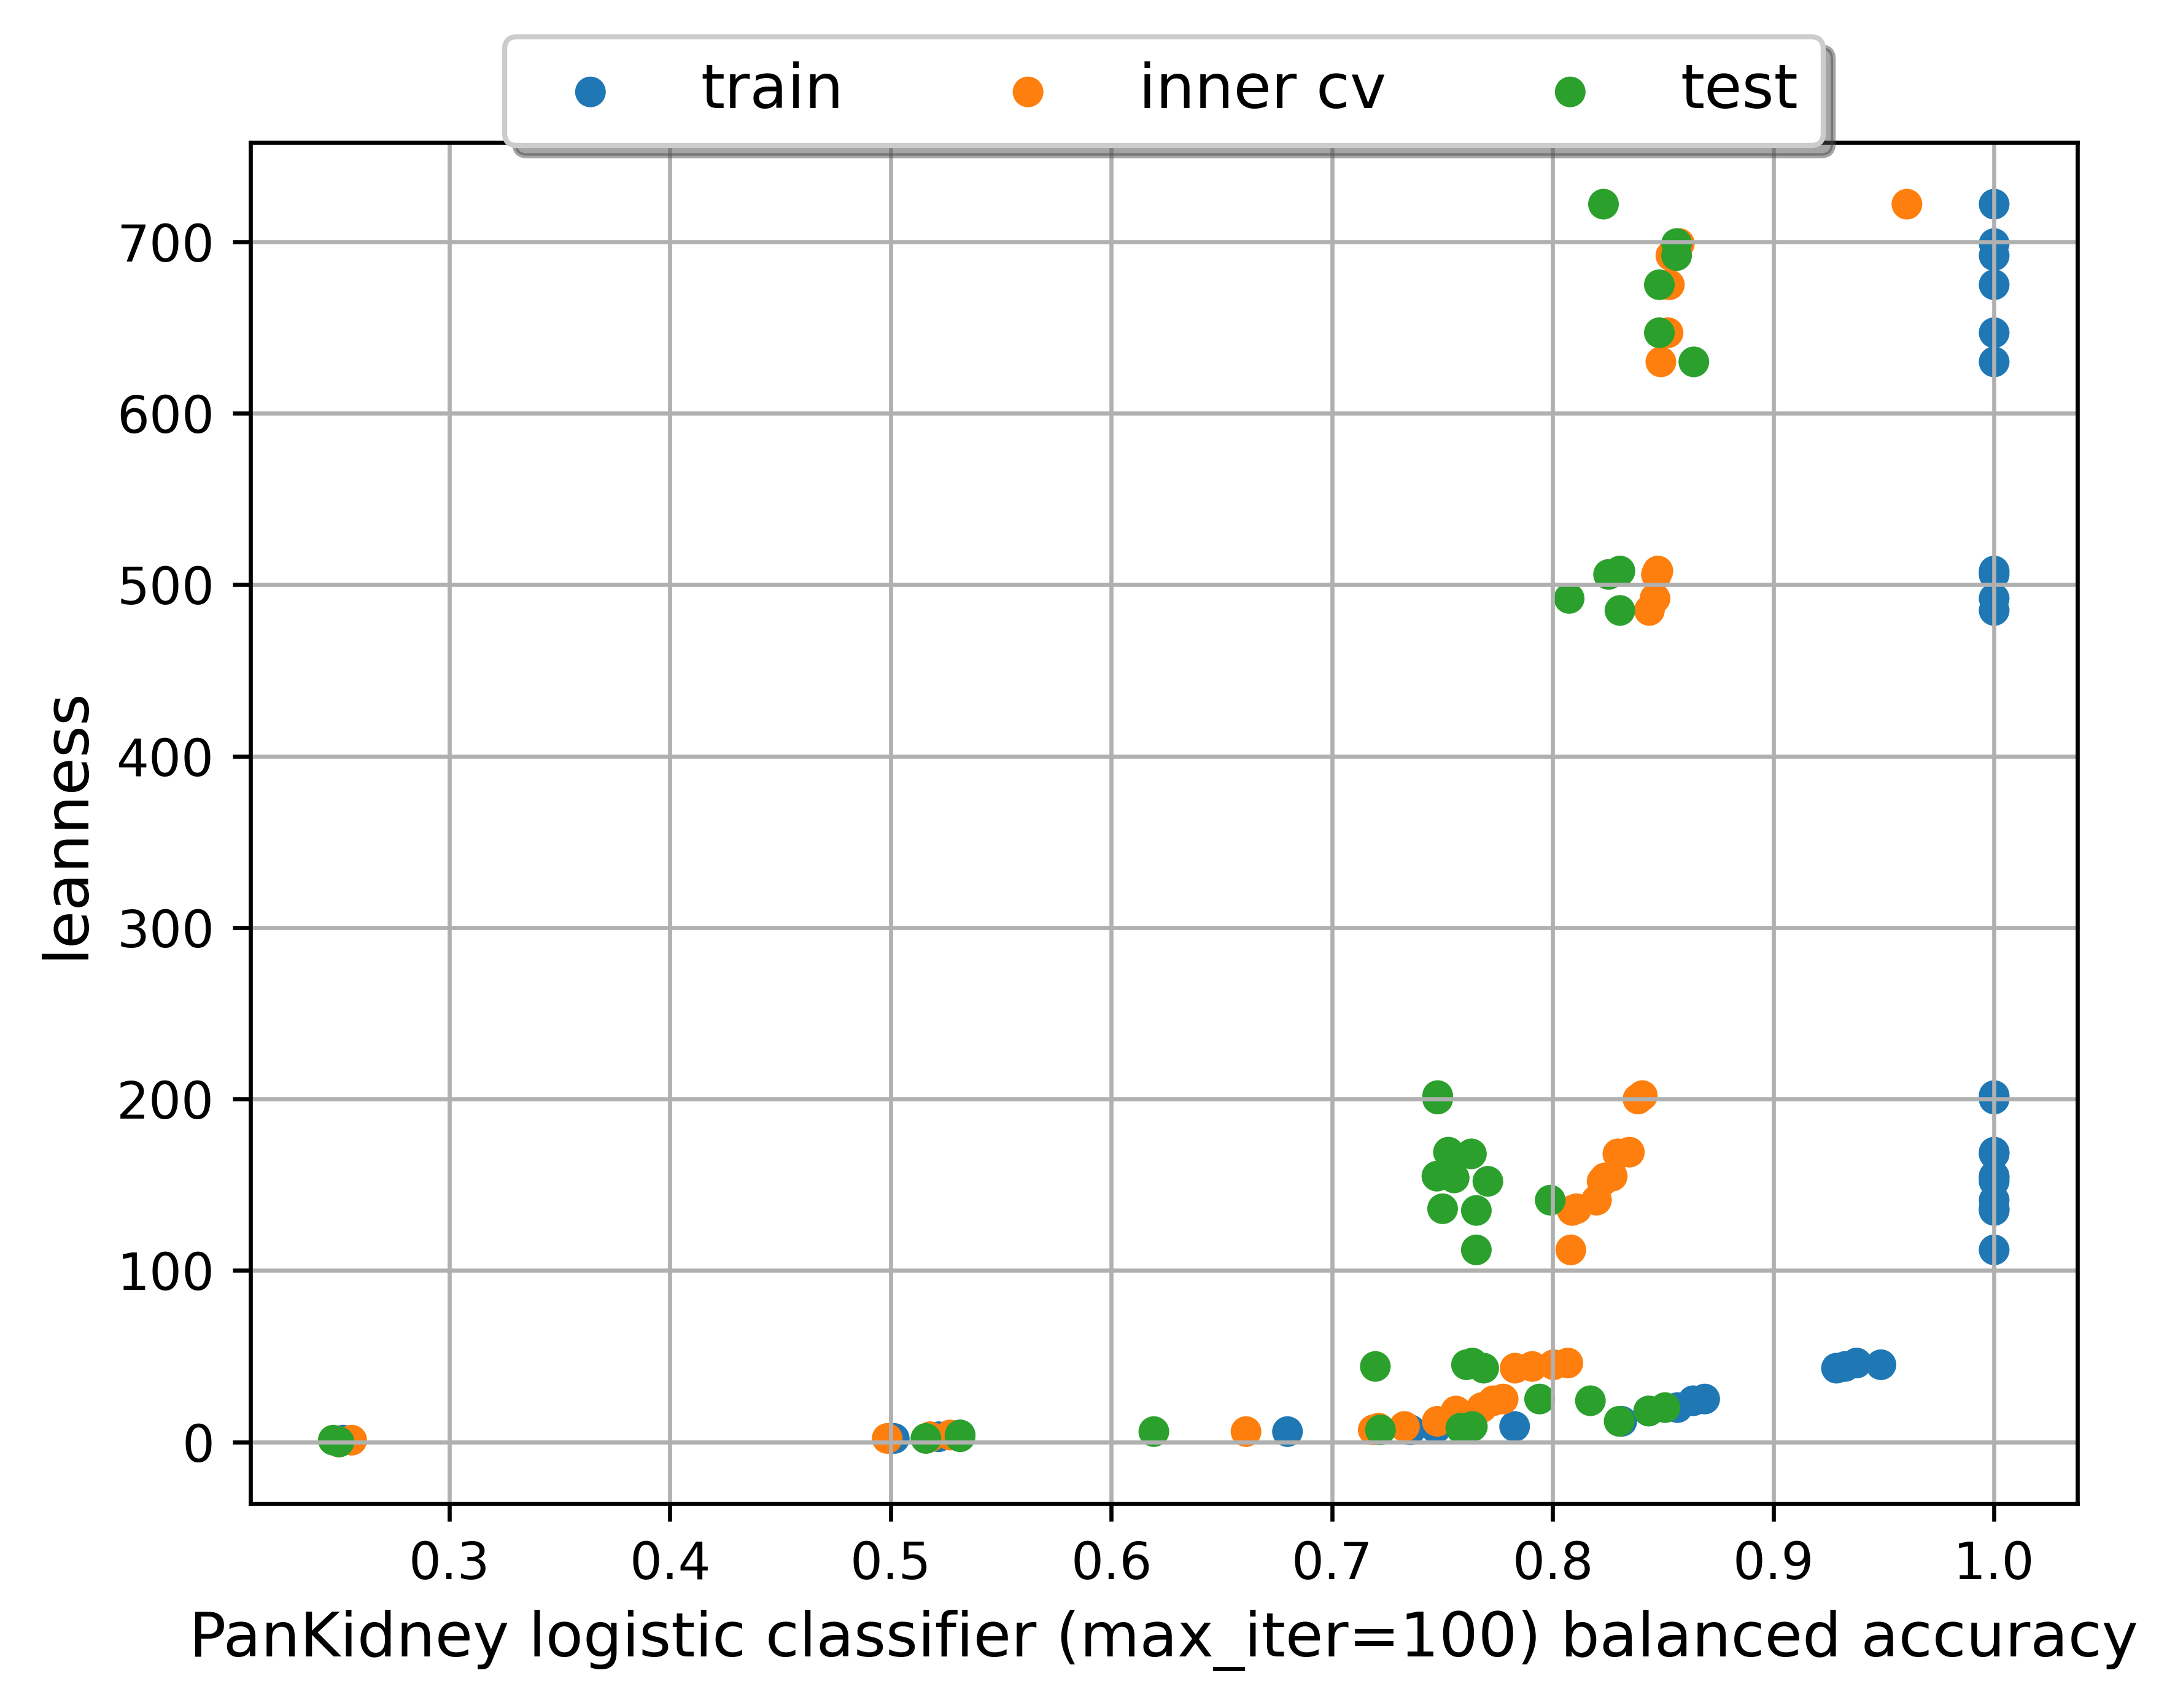 train inner cv test
700
600
500
400
300
200
100
0
leanness
0.3 0.4 0.5 0.6 0.7 0.8 0.9 1.0
PanKidney logistic classifier (max_iter=100) balanced accuracy